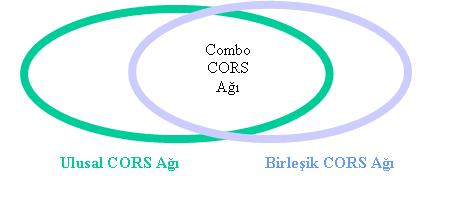 Combo
CORS
Ağı
Ulusal CORS Ağı
Birleşik CORS Ağı